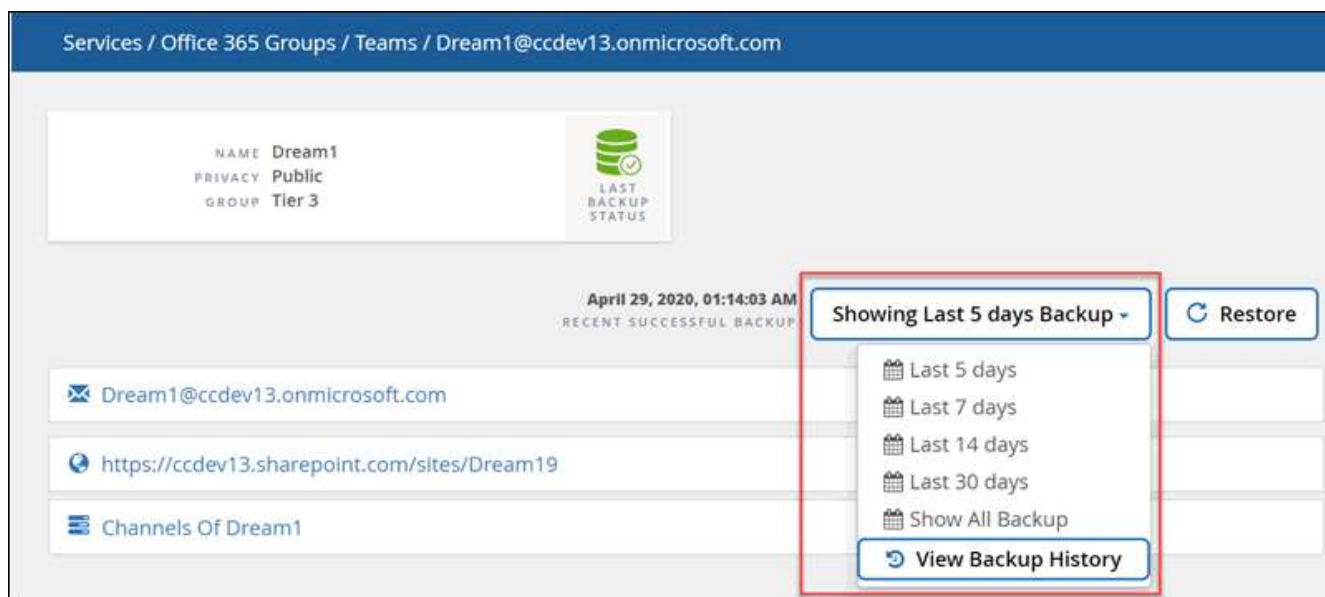 Services / Office 365 Groups / Teams / Dream1@ccdev13.onmicrosoft.com
NAME Dream1
PRIVACY Public
GROUP Tier 3
LAST
BACKUP
STATUS
April 29, 2020, 01:14:03 AM
RECENT SUCCESSFUL BACKUP
Showing Last 5 days Backup
Restore
Last 5 days
Last 7 days
Last 14 days
Last 30 days
Show All Backup
View Backup History
Dream1@ccdev13.onmicrosoft.com
https://ccdev13.sharepoint.com/sites/Dream19
Channels Of Dream1